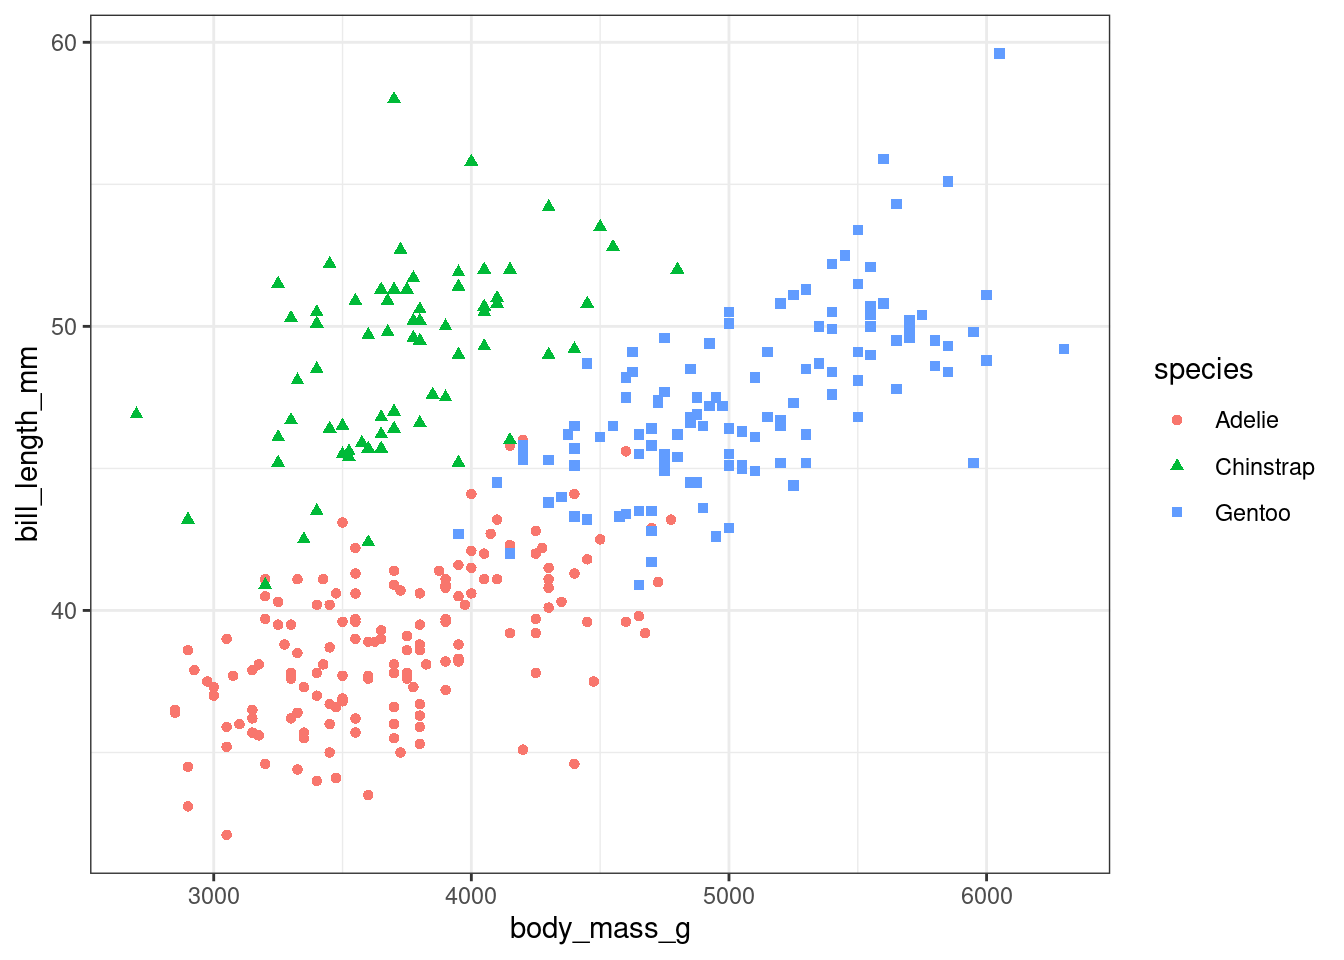 60
50
40
bill_length_mm
3000 4000 5000 6000
body_mass_g
species
Adelie
Chinstrap
Gentoo